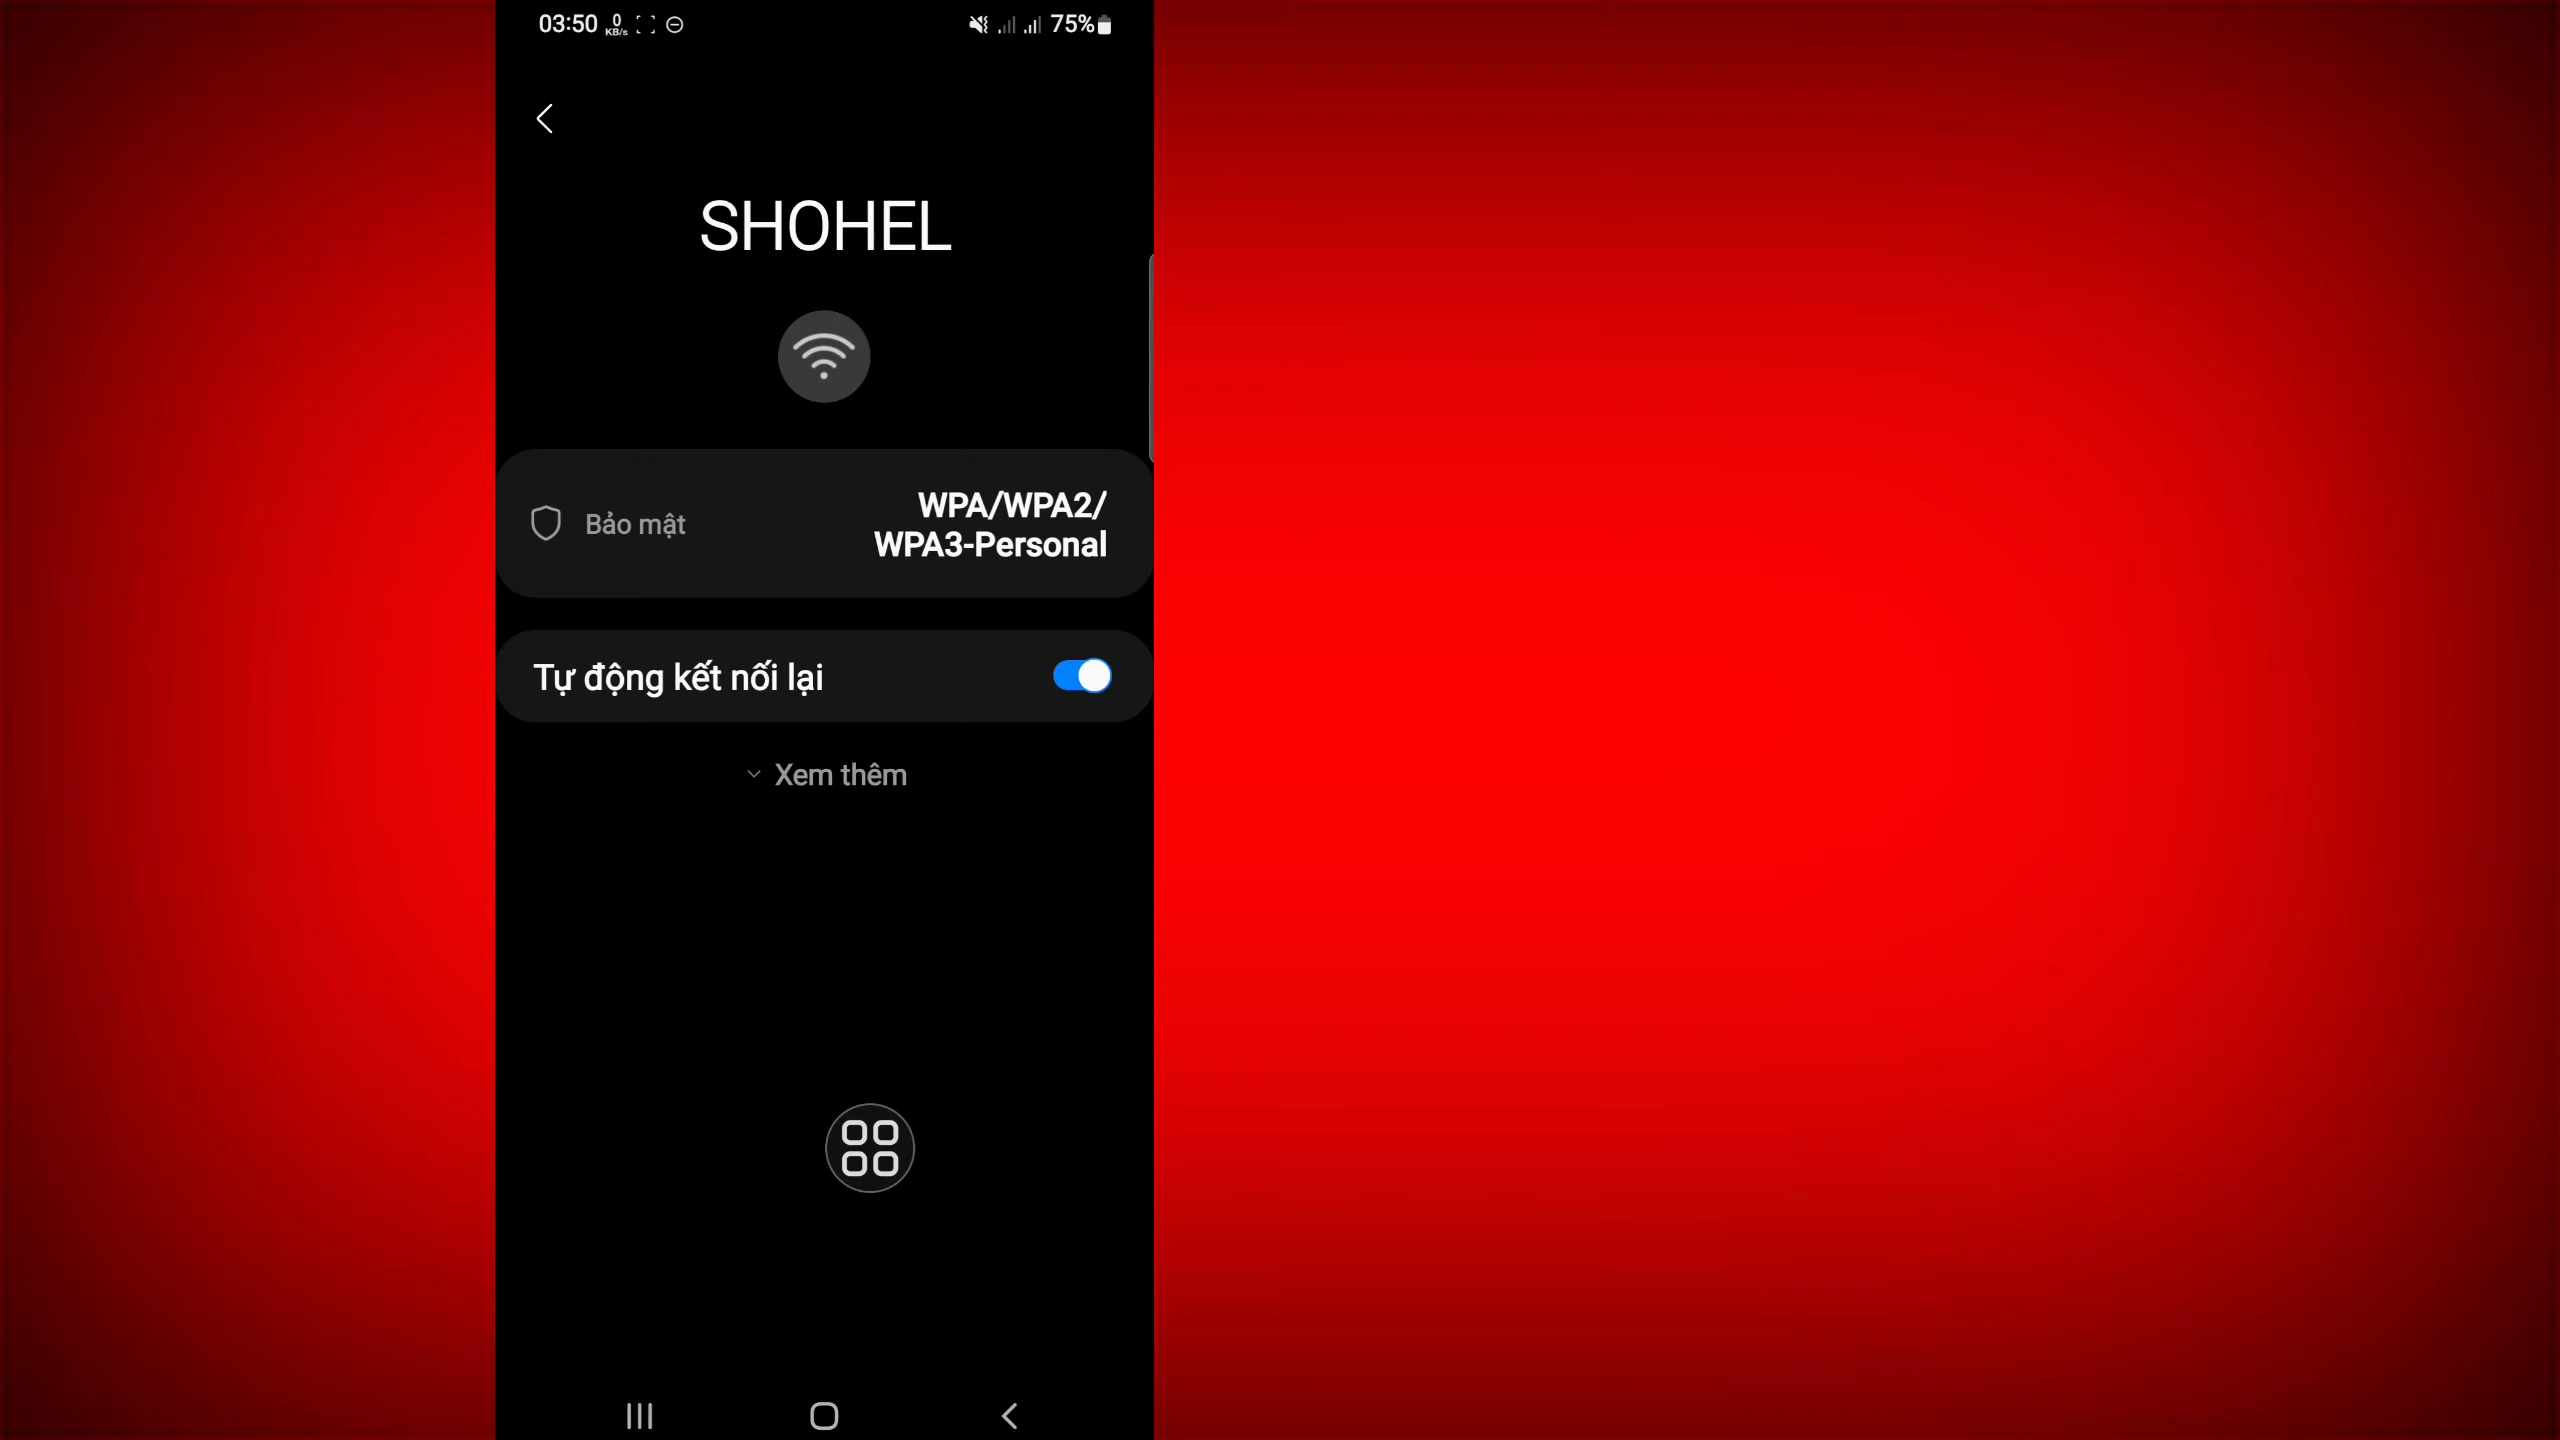 03:50 0 KB/s 75%
SHOHEL
Bảo mật
WPA/WPA2/
WPA3-Personal
Tự động kết nối lại
Xem thêm